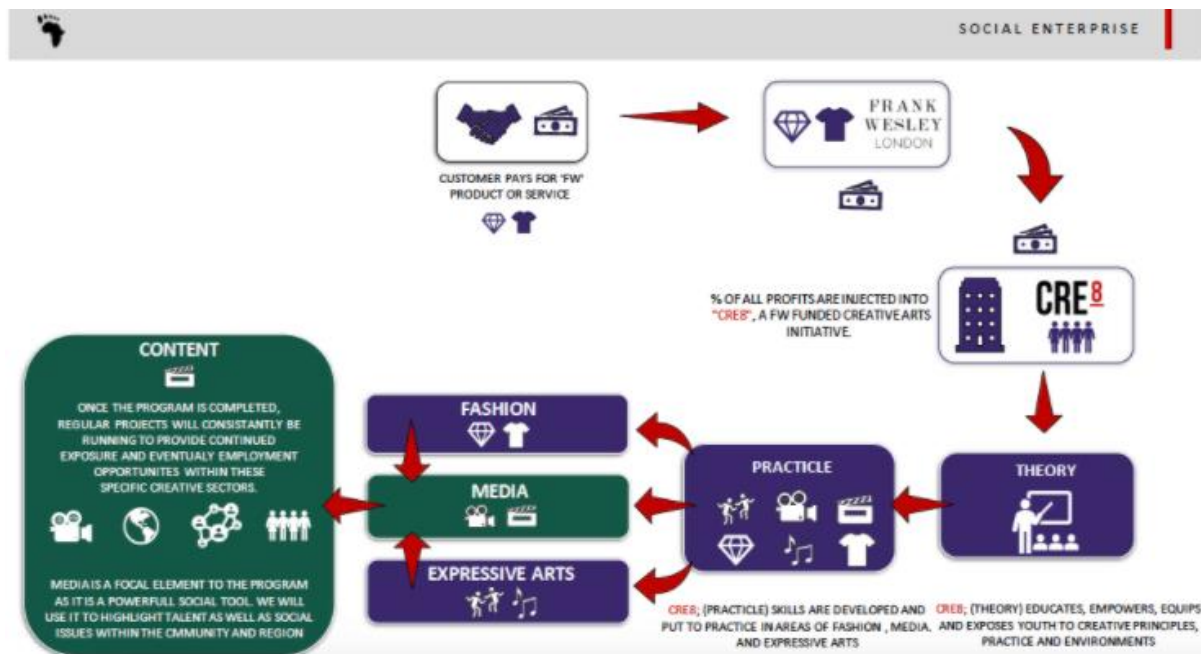 SOCIAL ENTERPRISE
FRANK
WESLEY
LONDON
CUSTOMER PAYS FOR 'FW'
PRODUCT OR SERVICE
% OF ALL PROFITS ARE INJECTED INTO
"CRE8", A FW FUNDED CREATIVE ARTS
INITIATIVE.
CRE8
CONTENT
ONCE THE PROGRAM IS COMPLETED,
REGULAR PROJECTS WILL CONSISTANTLY BE
RUNNING TO PROVIDE CONTINUED
EXPOSURE AND EVENTUALY EMPLOYMENT
OPPORTUNITES WITHIN THESE
SPECIFIC CREATIVE SECTORS.
MEDIA IS A FOCAL ELEMENT TO THE PROGRAM
AS IT IS A POWERFULL SOCIAL TOOL. WE WILL
USE IT TO HIGHLIGHT TALENT AS WELL AS SOCIAL
ISSUES WITHIN THE CMMUNITY AND REGION
FASHION
MEDIA
EXPRESSIVE ARTS
PRACTICLE
THEORY
CRE8; (PRACTICLE) SKILLS ARE DEVELOPED AND
PUT TO PRACTICE IN AREAS OF FASHION , MEDIA.
AND EXPRESSIVE ARTS
CRE8; (THEORY) EDUCATES, EMPOWERS, EQUIPS
AND EXPOSES YOUTH TO CREATIVE PRINCIPLES,
PRACTICE AND ENVIRONMENTS